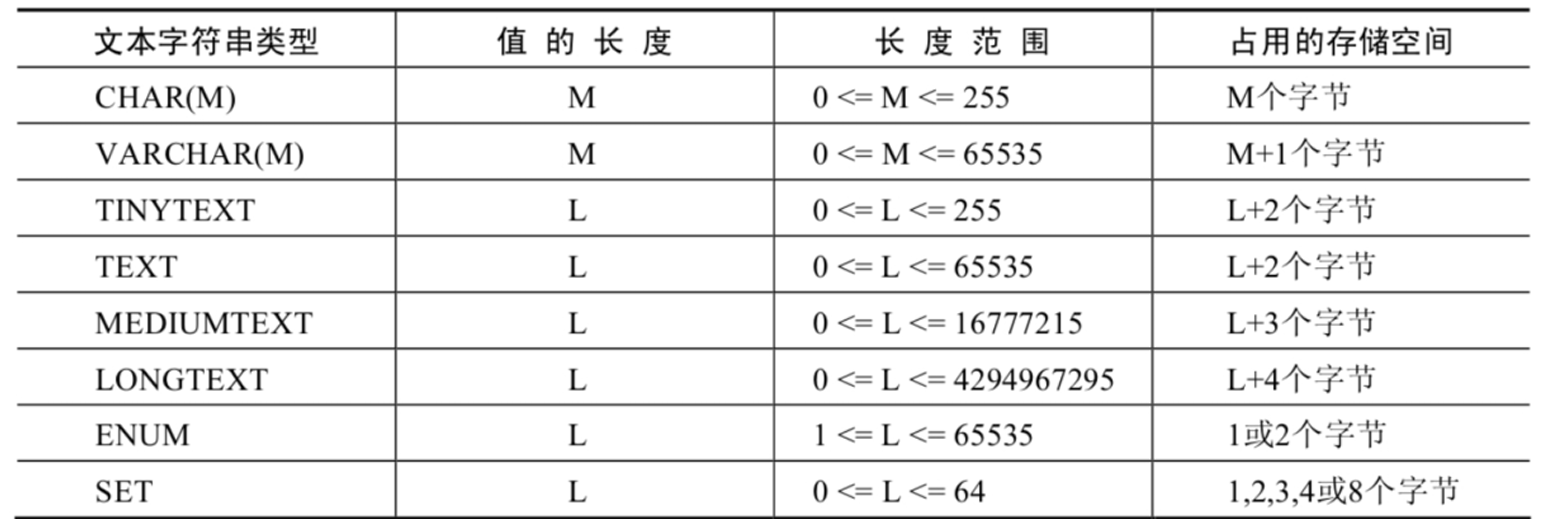 文本字符串类型 值 的 长 度 长 度 范 围 占用的存储空间
CHAR(M) M 0 <= M <= 255 M个字节
VARCHAR(M) M 0 <= M <= 65535 M+1个字节
TINYTEXT L 0 <= L <= 255 L+2个字节
TEXT L 0 <= L <= 65535 L+2个字节
MEDIUMTEXT L 0 <= L <= 16777215 L+3个字节
LONGTEXT L 0 <= L <= 4294967295 L+4个字节
ENUM L 1 <= L <= 65535 1或2个字节
SET L 0 <= L <= 64 1,2,3,4或8个字节